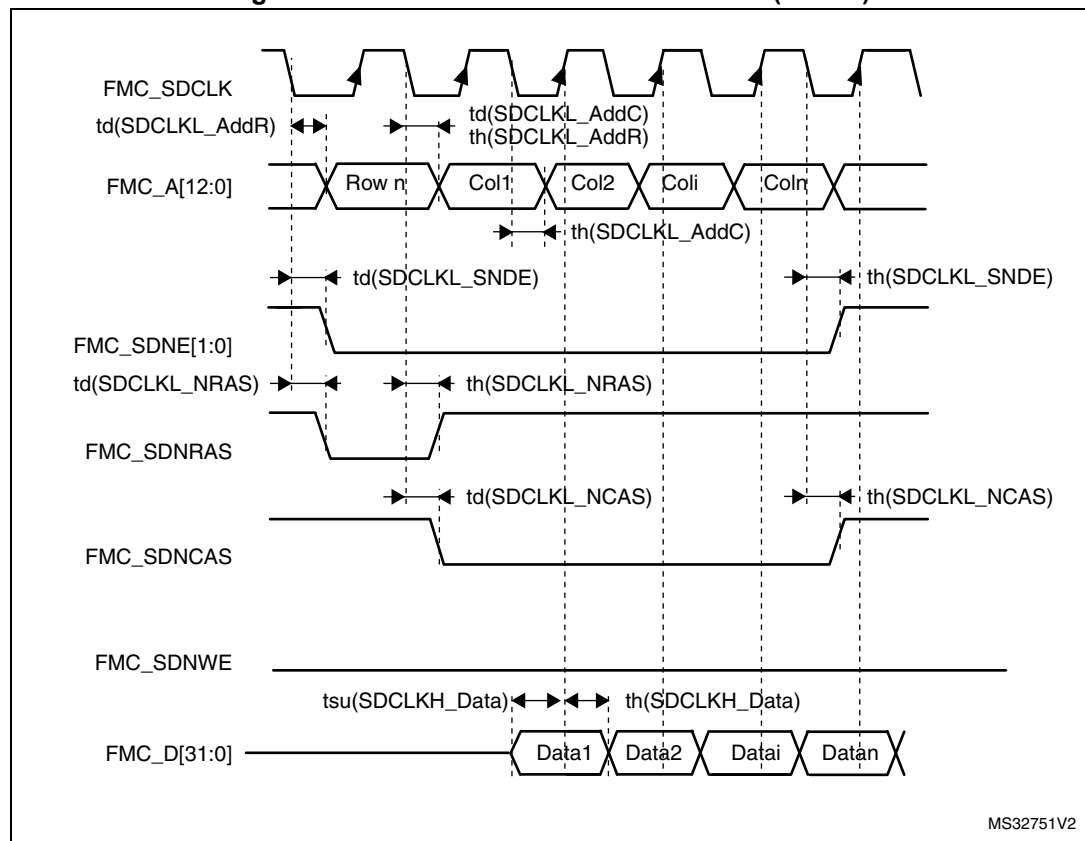 FMC_SDCLK
td(SDCLKL_AddR)
td(SDCLKL_AddC)
th(SDCLKL_AddR)
FMC_A[12:0]
Row n
Col1
Col2
Coli
Coln
th(SDCLKL_AddC)
td(SDCLKL_SNDE)
th(SDCLKL_SNDE)
FMC_SDNE[1:0]
td(SDCLKL_NRAS)
th(SDCLKL_NRAS)
FMC_SDNRAS
td(SDCLKL_NCAS)
th(SDCLKL_NCAS)
FMC_SDNCAS
FMC_SDNWE
tsu(SDCLKH_Data)
th(SDCLKH_Data)
FMC_D[31:0]
Data1
Data2
Datai
Datan
MS32751V2